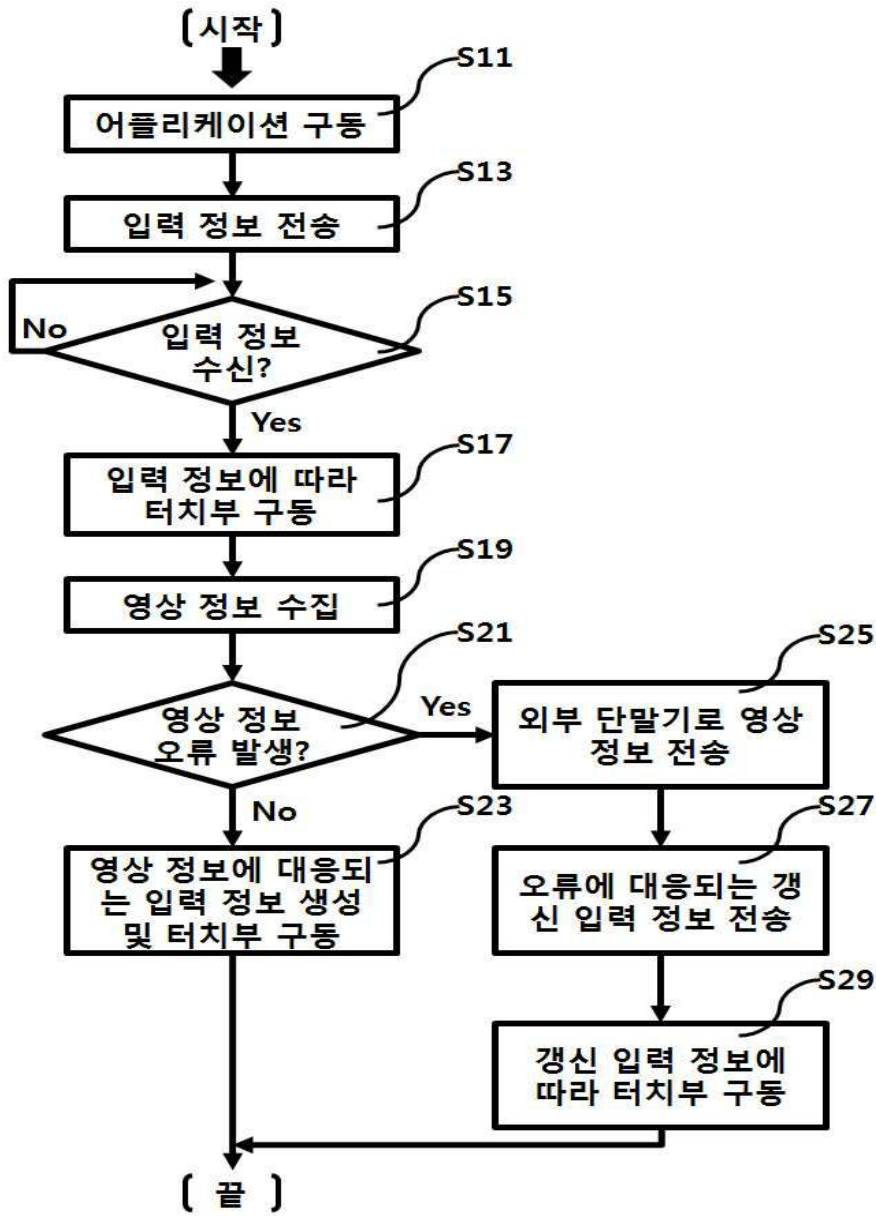 시작
S11
어플리케이션 구동
S13
입력 정보 전송
S15
No
입력 정보
수신?
Yes
S17
입력 정보에 따라
터치부 구동
S19
영상 정보 수집
S21
영상 정보
오류 발생?
Yes
S25
외부 단말기로 영상
정보 전송
No
S23
영상 정보에 대응되
는 입력 정보 생성
및 터치부 구동
S27
오류에 대응되는 갱
신 입력 정보 전송
S29
갱신 입력 정보에
따라 터치부 구동
끝